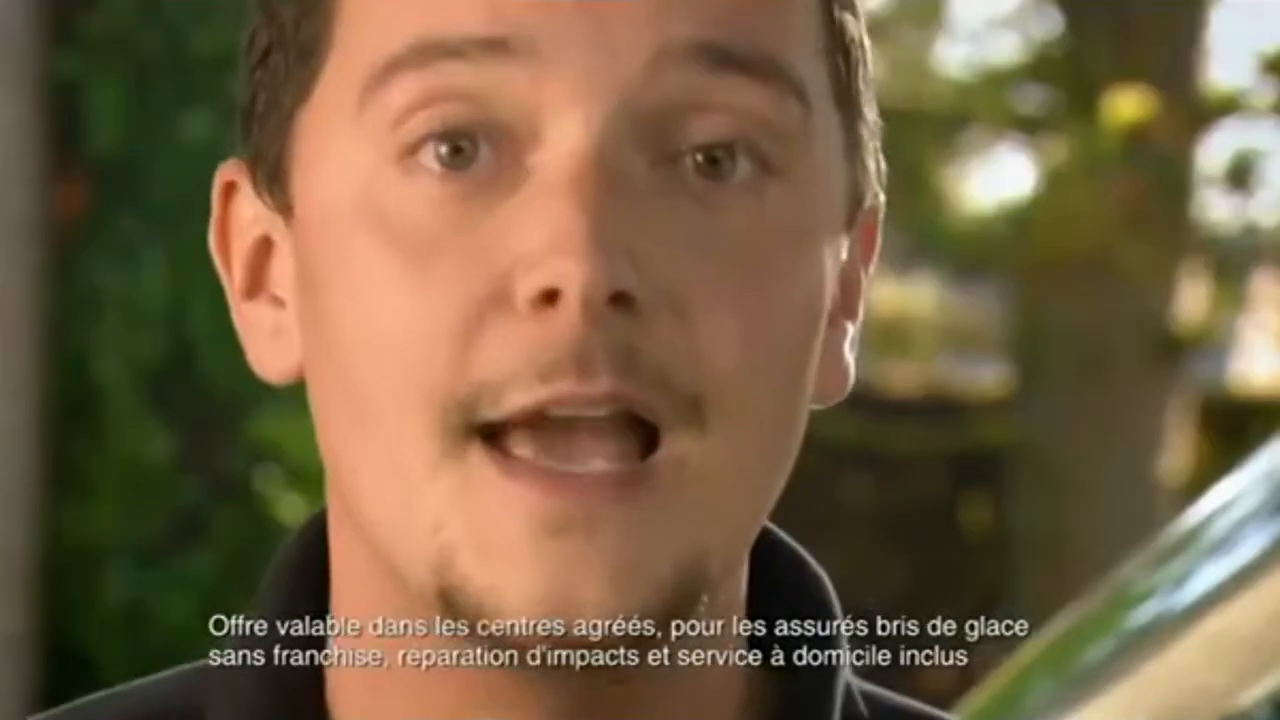 Offre valable dans les centres agréés, pour les assurés bris de glace
sans franchise, réparation d'impacts et service à domicile inclus